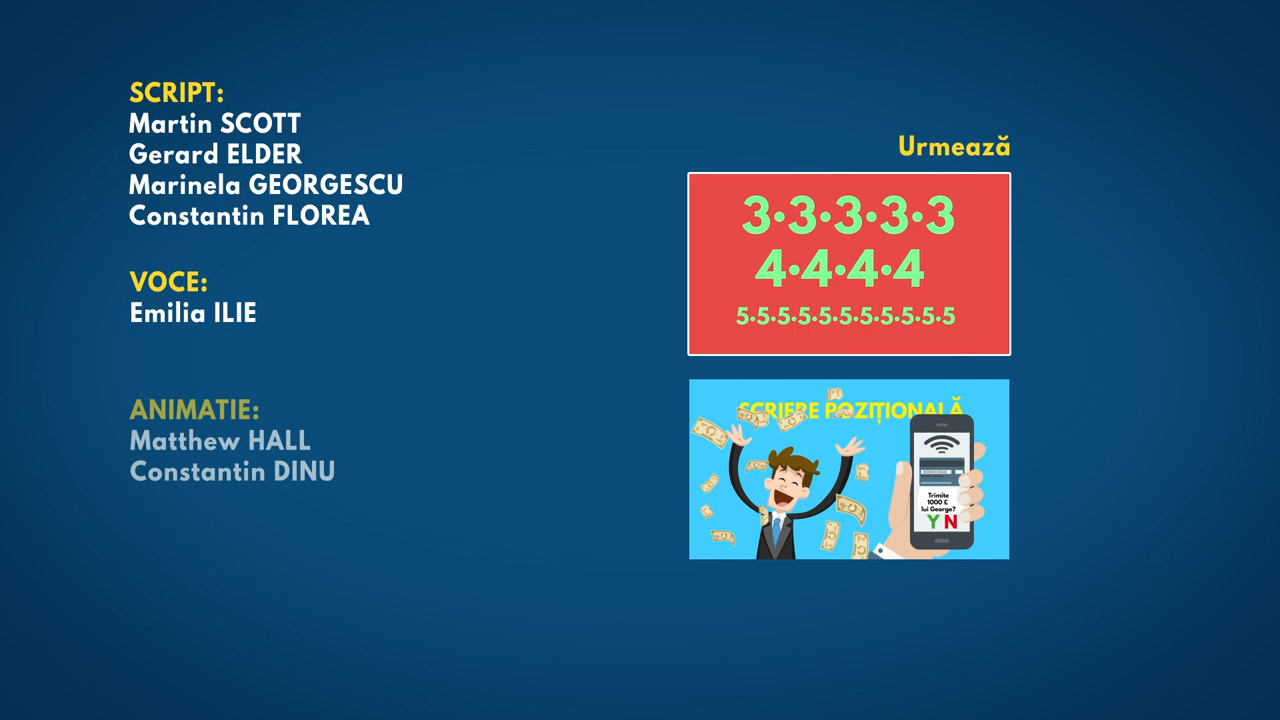 SCRIPT:
Martin SCOTT
Gerard ELDER
Marinela GEORGESCU
Constantin FLOREA
VOCE:
Emilia ILIE
ANIMATIE:
Matthew HALL
Constantin DINU
Urmează
3·3·3·3·3
4·4·4·4
5·5·5·5·5·5·5·5·5·5·5
SCRIERE POZIȚIONALĂ
Trimite
1000 £
lui George?
Y N